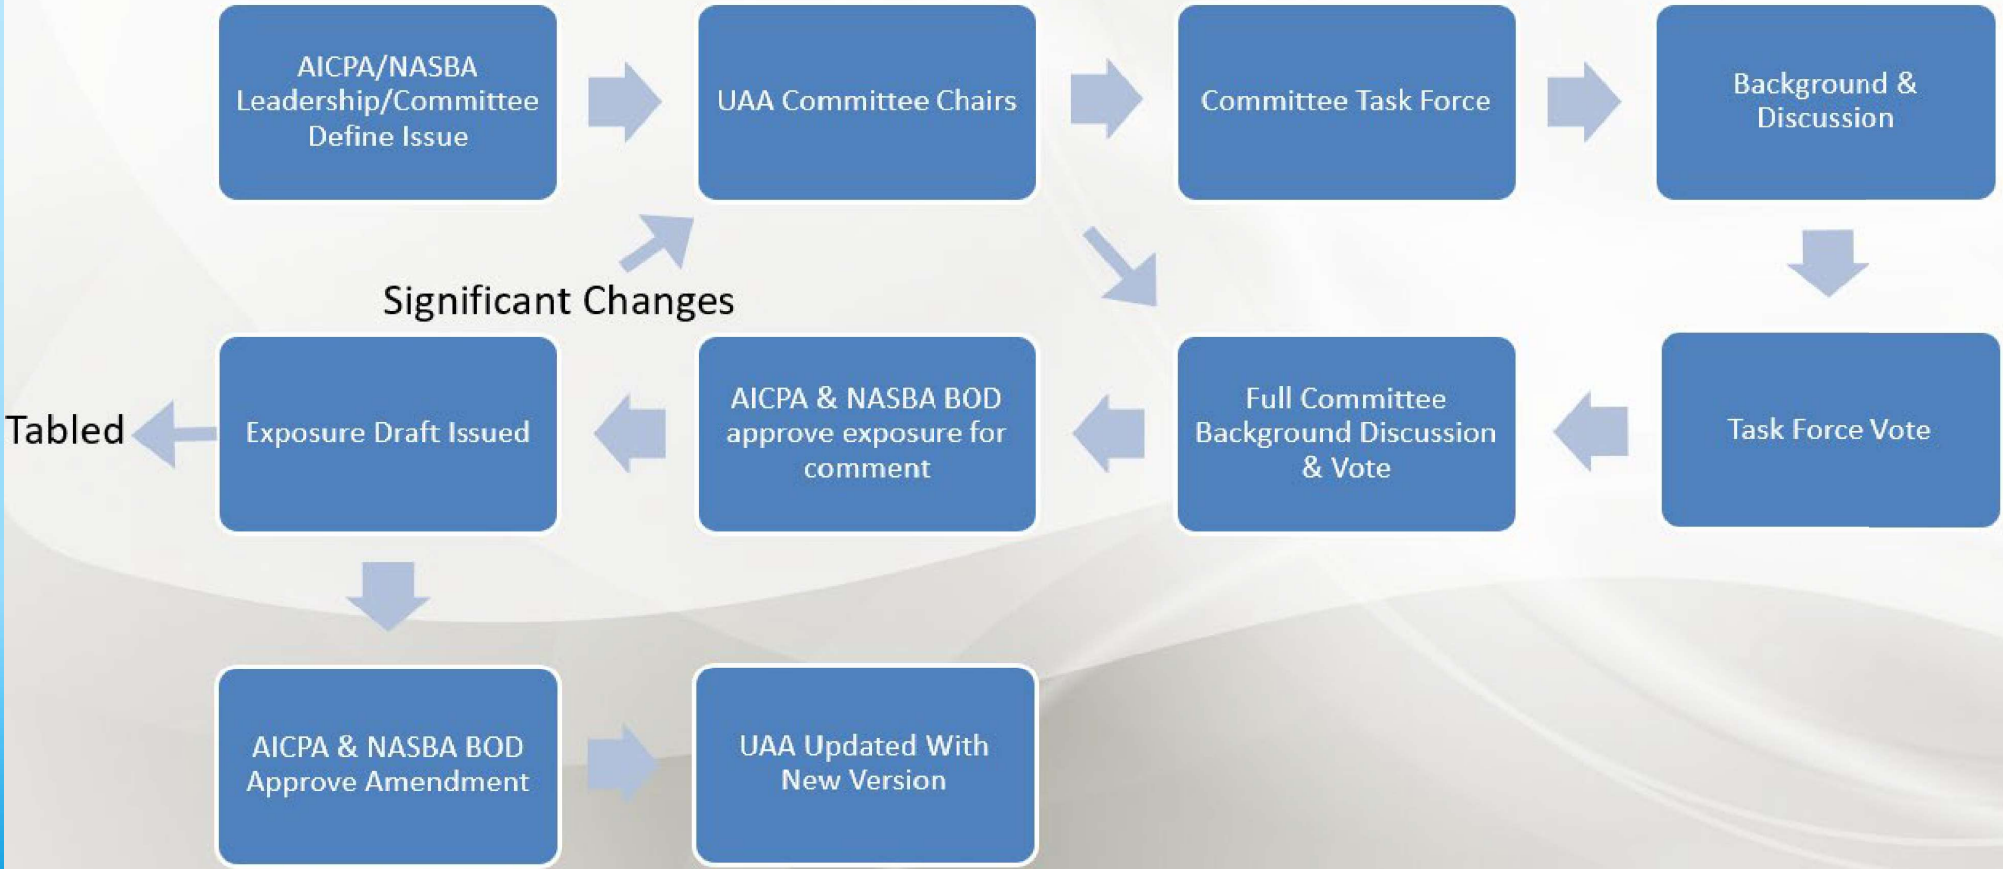 AICPA/NASBA
Leadership/Committee
Define Issue
UAA Committee Chairs
Committee Task Force
Background &
Discussion
Significant Changes
Tabled
Exposure Draft Issued
AICPA & NASBA BOD
approve exposure for
comment
Full Committee
Background Discussion
& Vote
Task Force Vote
AICPA & NASBA BOD
Approve Amendment
UAA Updated With
New Version